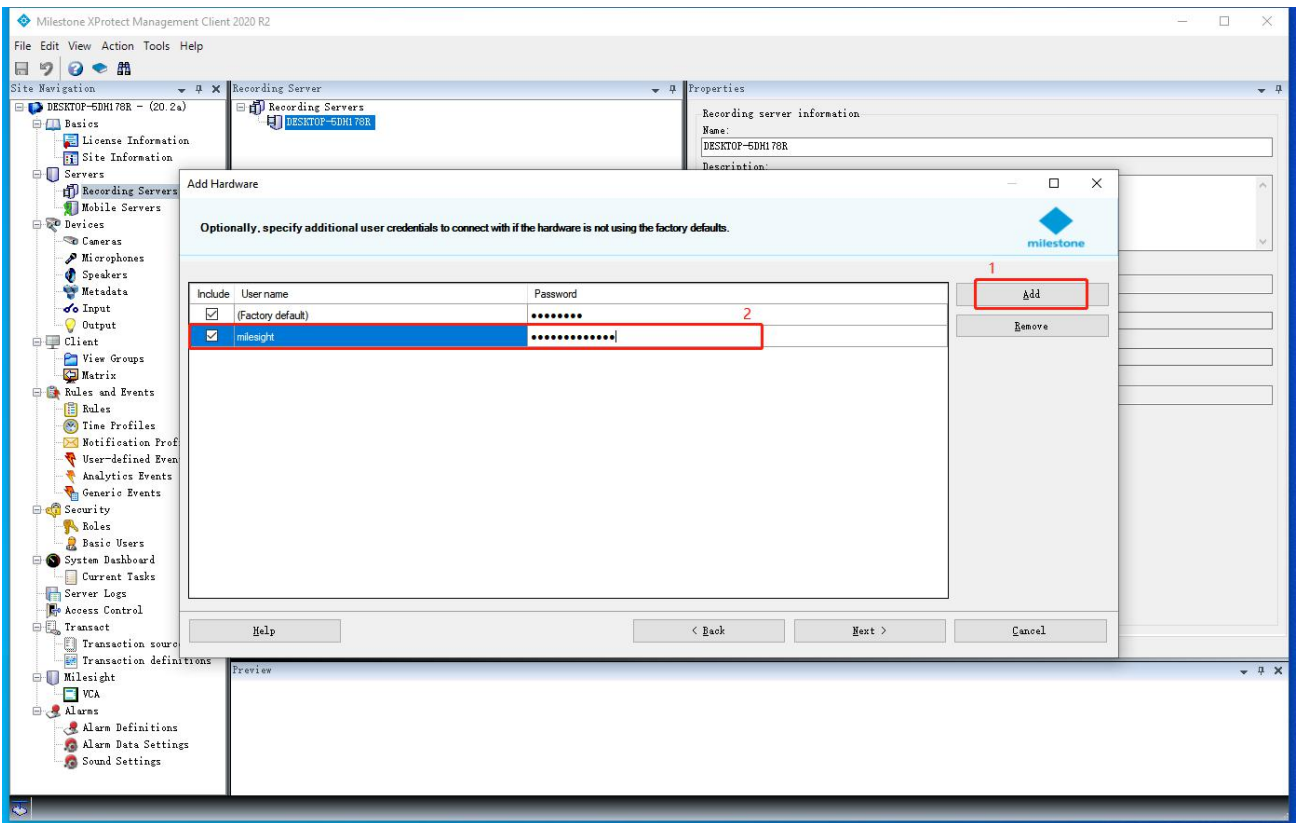 Milestone XProtect Management Client 2020 R2
File Edit View Action Tools Help
Site Navigation
DESKTOP-5DH178R - (20.2a)
Basics
License Information
Site Information
Servers
Recording Servers
Mobile Servers
Devices
Cameras
Microphones
Speakers
Metadata
Input
Output
Client
View Groups
Matrix
Rules and Events
Rules
Time Profiles
Notification Prof
User-defined Even
Analytics Events
Generic Events
Security
Roles
Basic Users
System Dashboard
Current Tasks
Server Logs
Access Control
Transact
Transaction sourc
Transaction definitions
Milesight
VCA
Alarms
Alarm Definitions
Alarm Data Settings
Sound Settings
Recording Server
Recording Servers
DESKTOP-5DH178R
Properties
Recording server information
Name:
DESKTOP-5DH178R
Description:
Add Hardware
Optionally, specify additional user credentials to connect with if the hardware is not using the factory defaults.
milestone
Include User name Password
(Factory default) ●●●●●●●●
milesight ●●●●●●●●●●●●●
2
1
Add
Remove
Help
< Back
Next >
Cancel
Preview